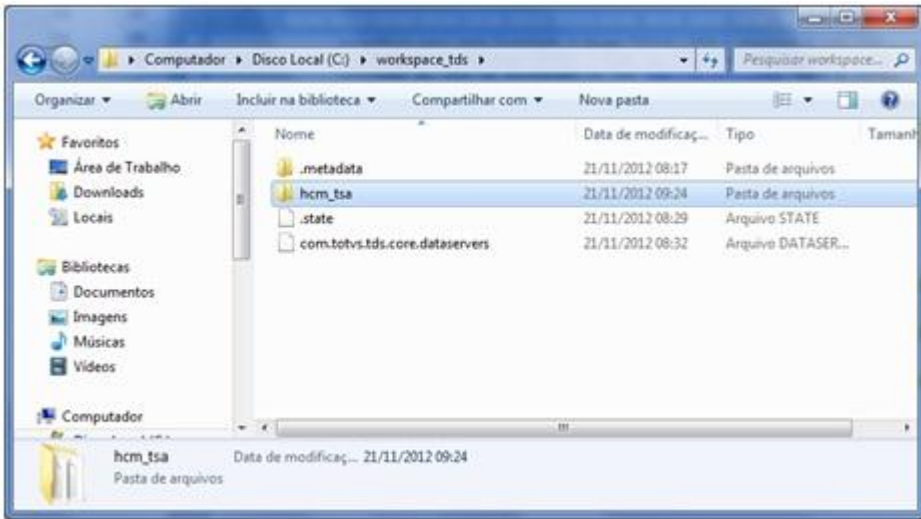 Computador ▸ Disco Local (C:) ▸ workspace_tds ▸
Pesquisar workspace...
Organizar
Abrir
Incluir na biblioteca
Compartilhar com
Nova pasta
Favoritos
Área de Trabalho
Downloads
Locais
Bibliotecas
Documentos
Imagens
Músicas
Vídeos
Computador
Nome Data de modificaç... Tipo Tamanh
.metadata 21/11/2012 08:17 Pasta de arquivos
hcm_tsa 21/11/2012 09:24 Pasta de arquivos
.state 21/11/2012 08:29 Arquivo STATE
com.totvs.tds.core.dataservers 21/11/2012 08:32 Arquivo DATASER...
hcm_tsa Data de modificaç... 21/11/2012 09:24
Pasta de arquivos